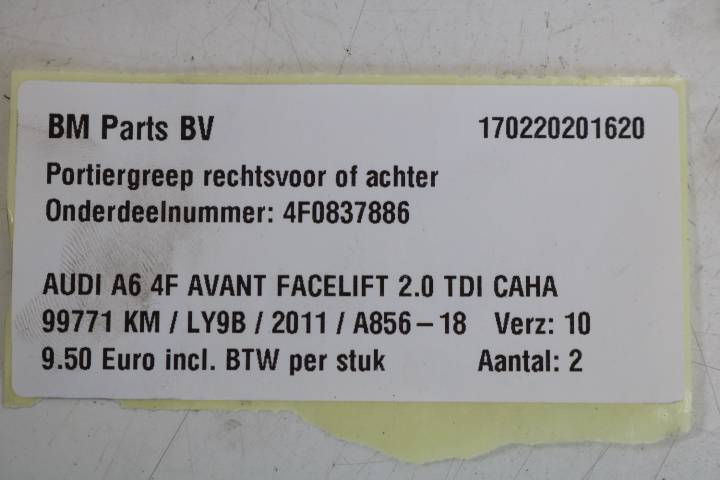 BM Parts BV 170220201620
Portiergreep rechtsvoor of achter
Onderdeelnummer: 4F0837886
AUDI A6 4F AVANT FACELIFT 2.0 TDI CAHA
99771 KM / LY9B / 2011 / A856-18 Verz: 10
9.50 Euro incl. BTW per stuk Aantal: 2